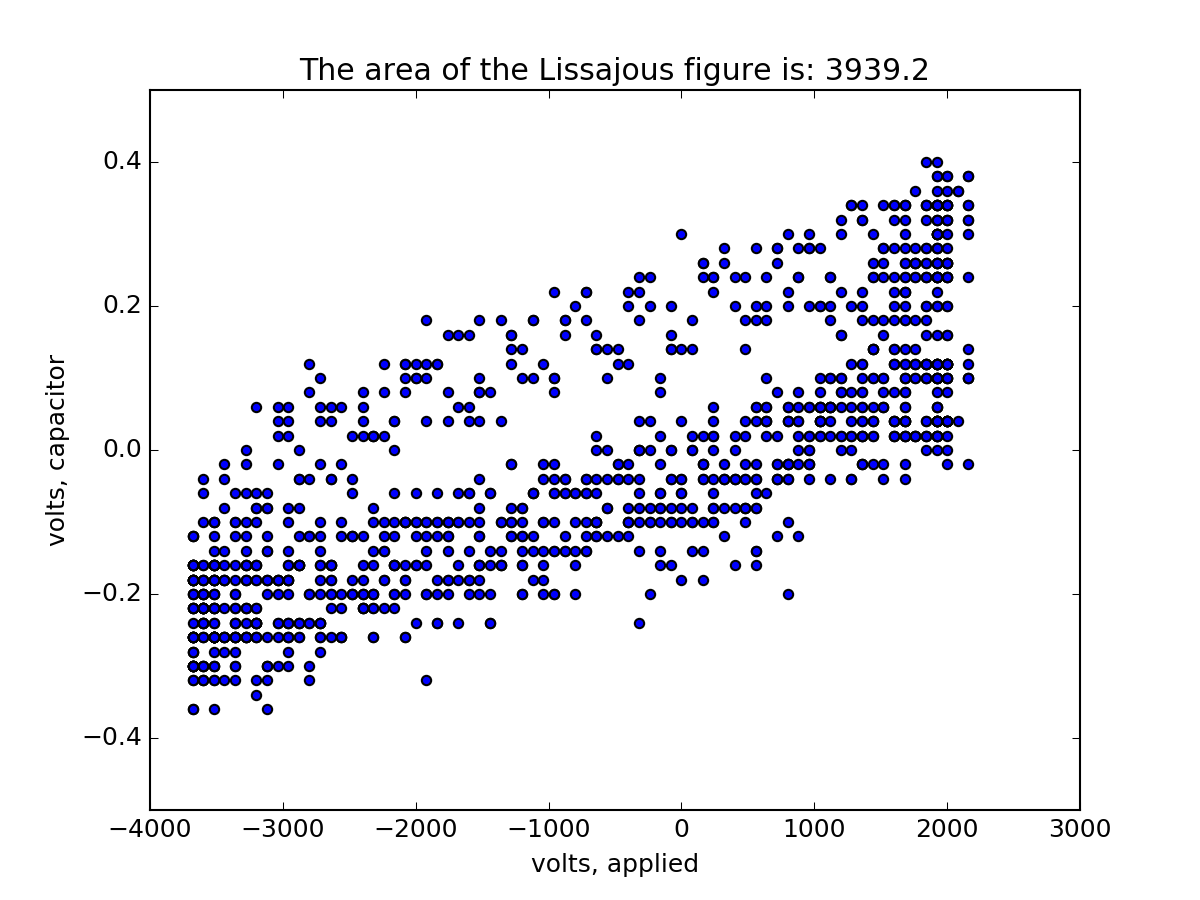 The area of the Lissajous figure is: 3939.2
0.4
0.2
0.0
−0.2
−0.4
volts, capacitor
−4000 −3000 −2000 −1000 0 1000 2000 3000
volts, applied